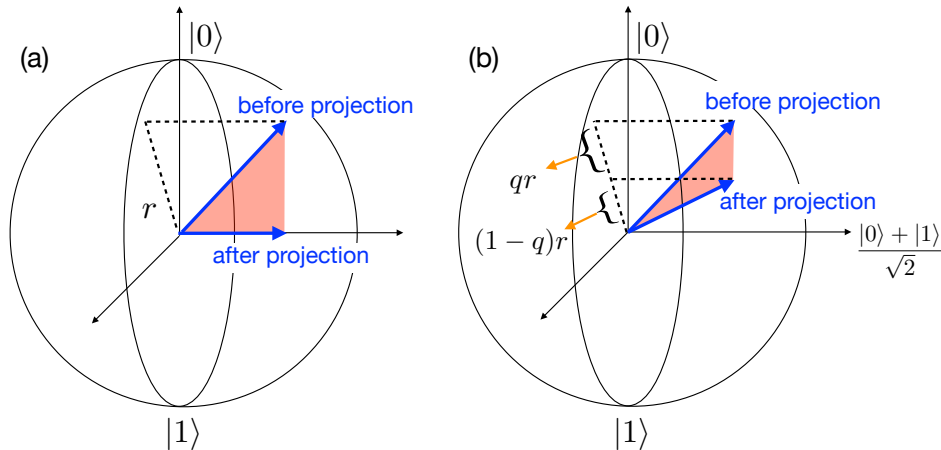 (a)
|0⟩
before projection
r
after projection
|1⟩
(b)
|0⟩
before projection
qr
after projection
(1 − q)r
|0⟩ + |1⟩
√2
|1⟩